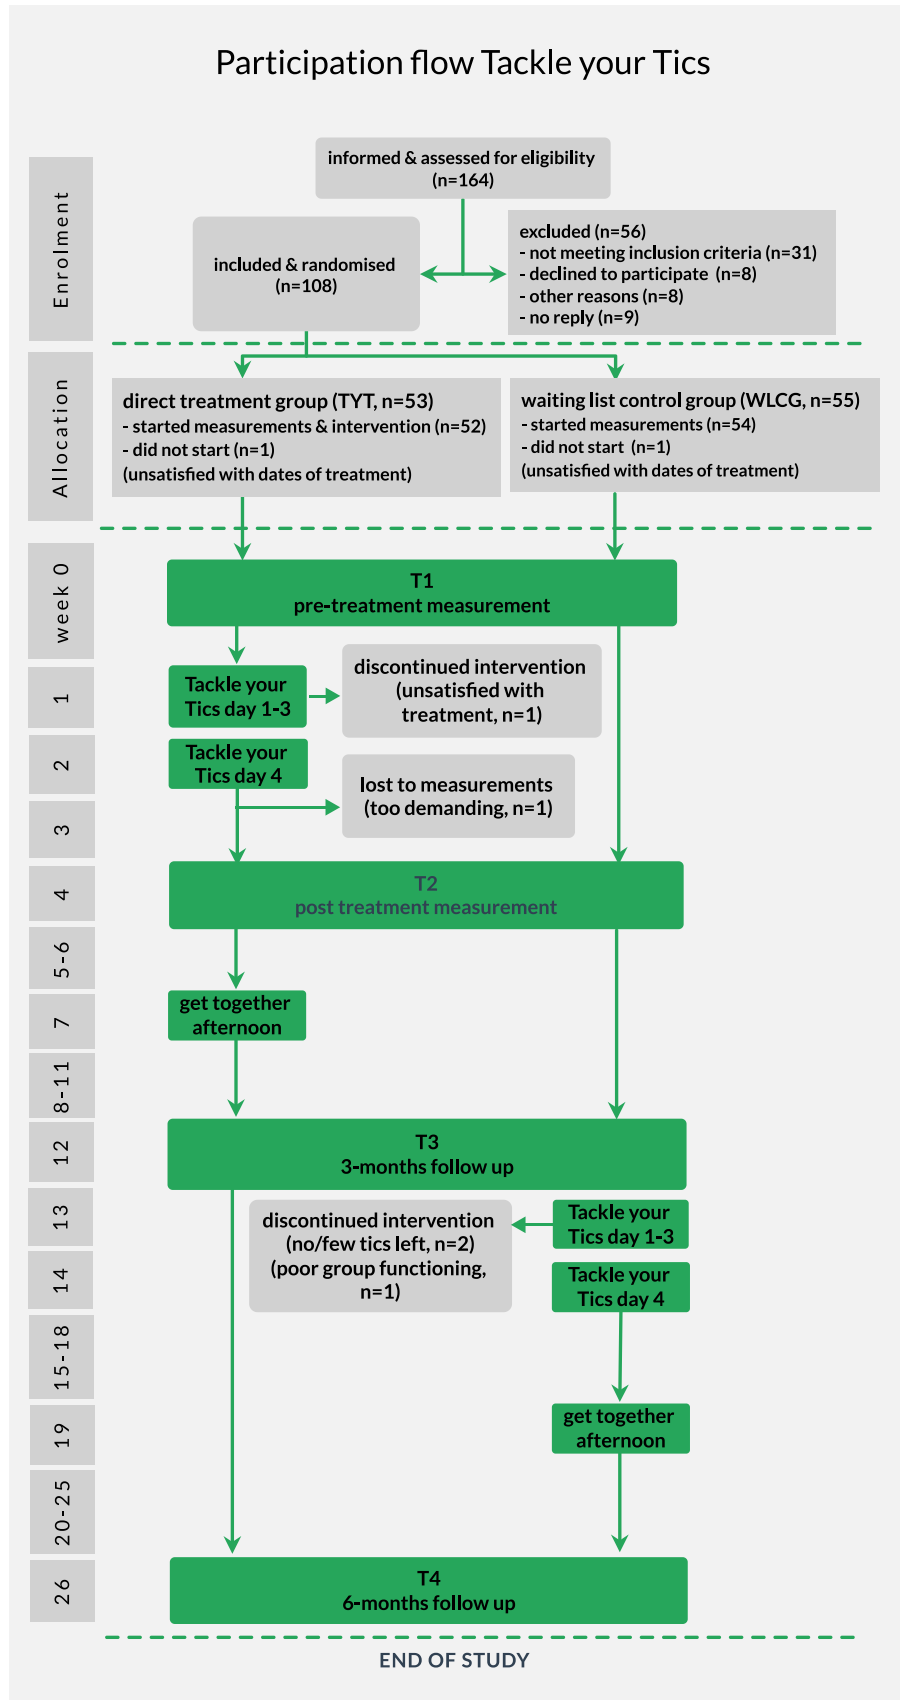 Participation flow Tackle your Tics
Enrolment
informed & assessed for eligibility
(n=164)
included & randomised
(n=108)
excluded (n=56)
- not meeting inclusion criteria (n=31)
- declined to participate (n=8)
- other reasons (n=8)
- no reply (n=9)
Allocation
direct treatment group (TYT, n=53)
- started measurements & intervention (n=52)
- did not start (n=1)
(unsatisfied with dates of treatment)
waiting list control group (WLCG, n=55)
- started measurements (n=54)
- did not start (n=1)
(unsatisfied with dates of treatment)
week 0
T1
pre-treatment measurement
1
Tackle your
Tics day 1-3
discontinued intervention
(unsatisfied with
treatment, n=1)
2
Tackle your
Tics day 4
lost to measurements
(too demanding, n=1)
3
4
T2
post treatment measurement
5-6
7
get together
afternoon
8-11
12
T3
3-months follow up
13
discontinued intervention
(no/few tics left, n=2)
(poor group functioning,
n=1)
Tackle your
Tics day 1-3
14
Tackle your
Tics day 4
15-18
19
get together
afternoon
20-25
26
T4
6-months follow up
END OF STUDY